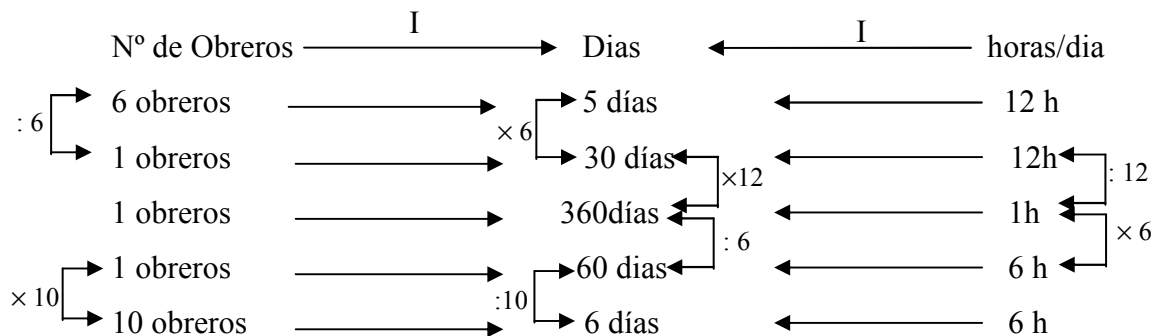 I I
Nº de Obreros Dias horas/dia
6 obreros 5 días 12 h
: 6 × 6
1 obreros 30 días 12h
×12 : 12
1 obreros 360días 1h
: 6 × 6
1 obreros 60 dias 6 h
× 10 :10
10 obreros 6 días 6 h